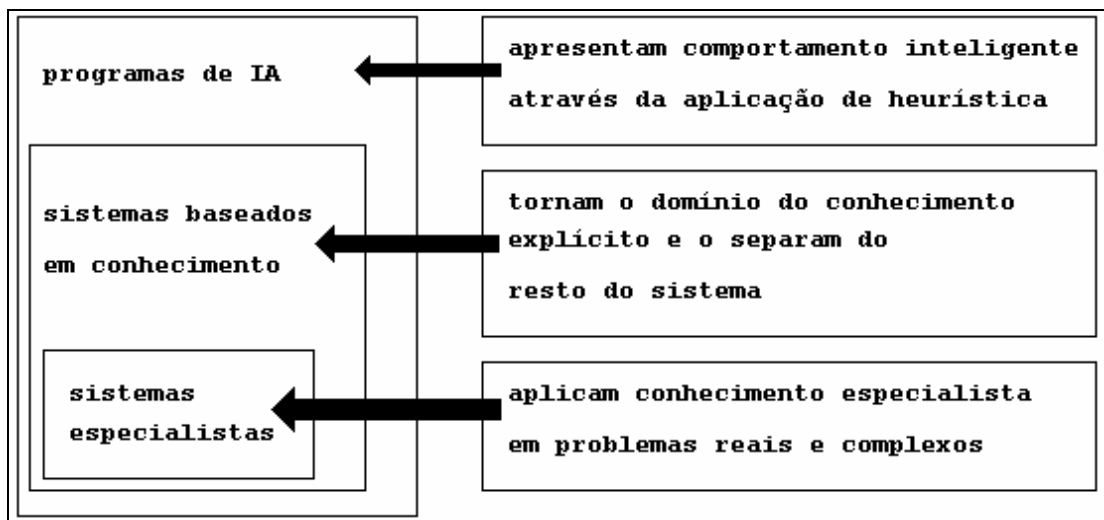 programas de IA
apresentam comportamento inteligente
através da aplicação de heurística
sistemas baseados
em conhecimento
tornam o domínio do conhecimento
explícito e o separam do
resto do sistema
sistemas
especialistas
aplicam conhecimento especialista
em problemas reais e complexos